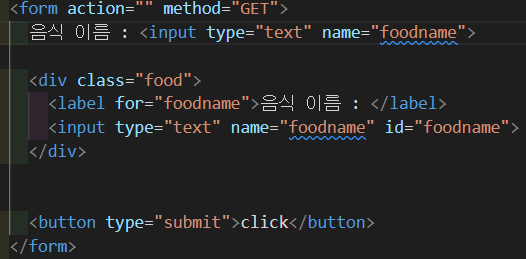 <form action="" method="GET">
음식 이름 : <input type="text" name="foodname">
<div class="food">
<label for="foodname">음식 이름 : </label>
<input type="text" name="foodname" id="foodname">
</div>
<button type="submit">click</button>
</form>